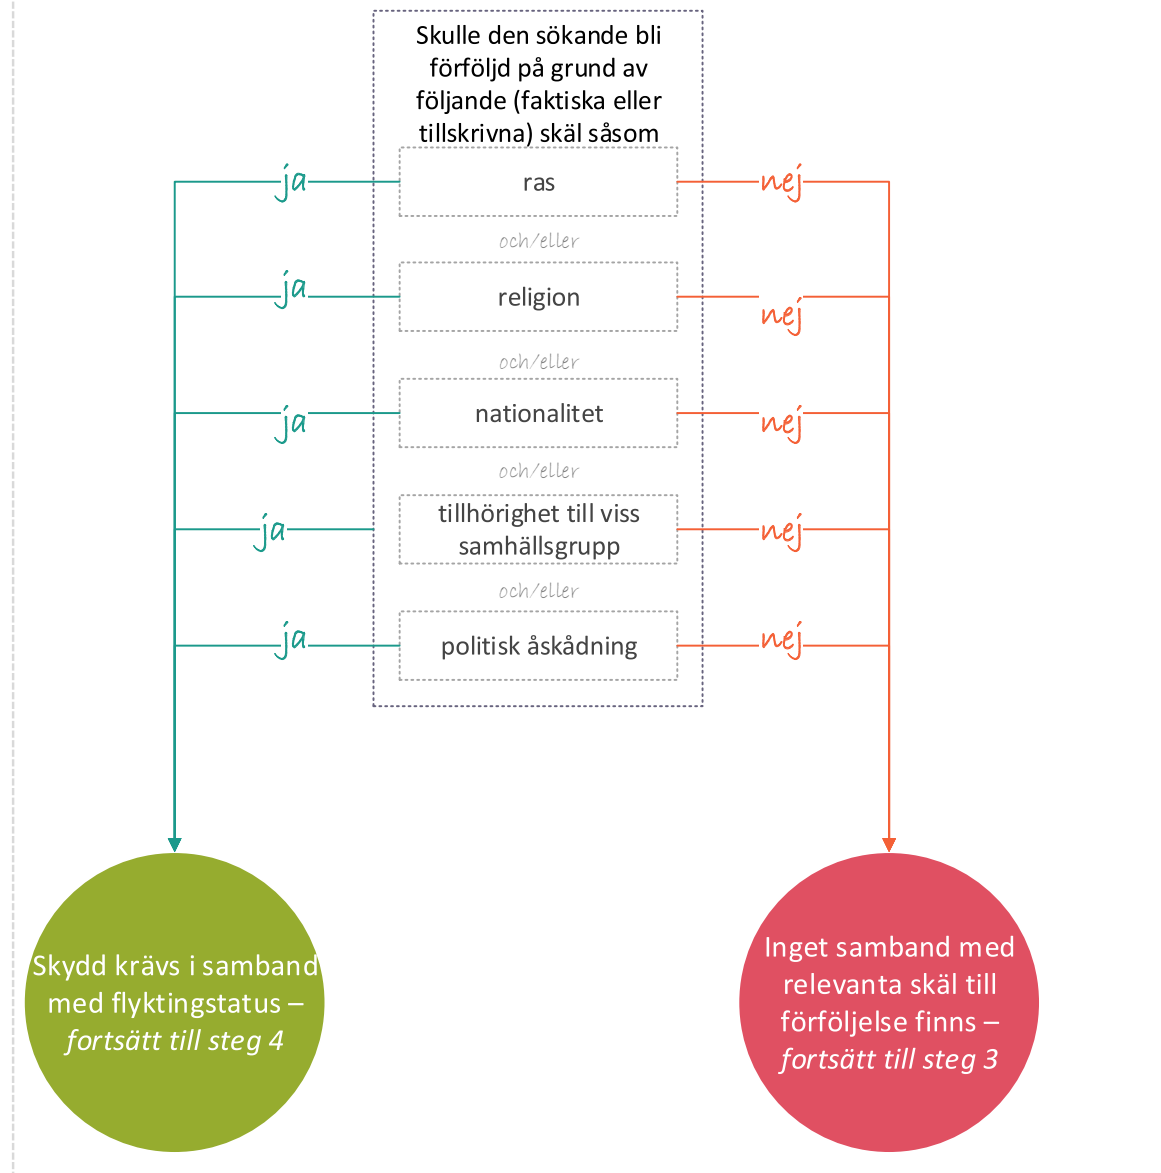 Skulle den sökande bli
förföljd på grund av
följande (faktiska eller
tillskrivna) skäl såsom
ja
ras
nej
och/eller
ja
religion
nej
och/eller
ja
nationalitet
nej
och/eller
ja
tillhörighet till viss
samhällsgrupp
nej
och/eller
ja
politisk åskådning
nej
Skydd krävs i samband
med flyktingstatus –
fortsätt till steg 4
Inget samband med
relevanta skäl till
förföljelse finns –
fortsätt till steg 3